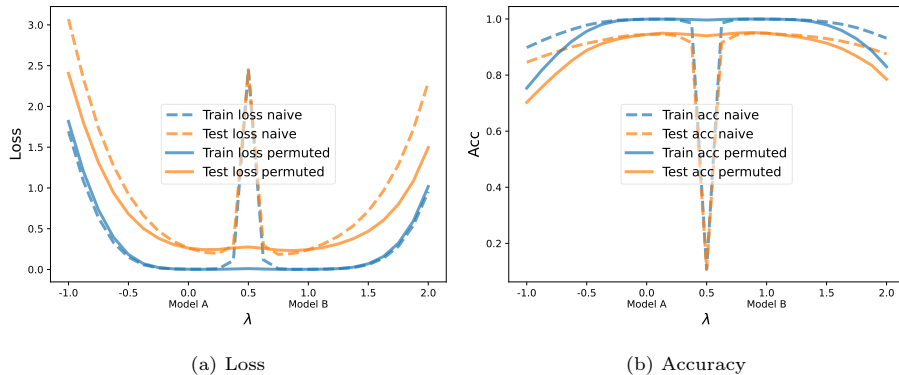 3.0
2.5
2.0
1.5
1.0
0.5
0.0
Loss
Train loss naive
Test loss naive
Train loss permuted
Test loss permuted
-1.0
-0.5
0.0
0.5
1.0
1.5
2.0
Model A
Model B
λ
(a) Loss
1.0
0.8
0.6
0.4
0.2
Acc
Train acc naive
Test acc naive
Train acc permuted
Test acc permuted
-1.0
-0.5
0.0
0.5
1.0
1.5
2.0
Model A
Model B
λ
(b) Accuracy